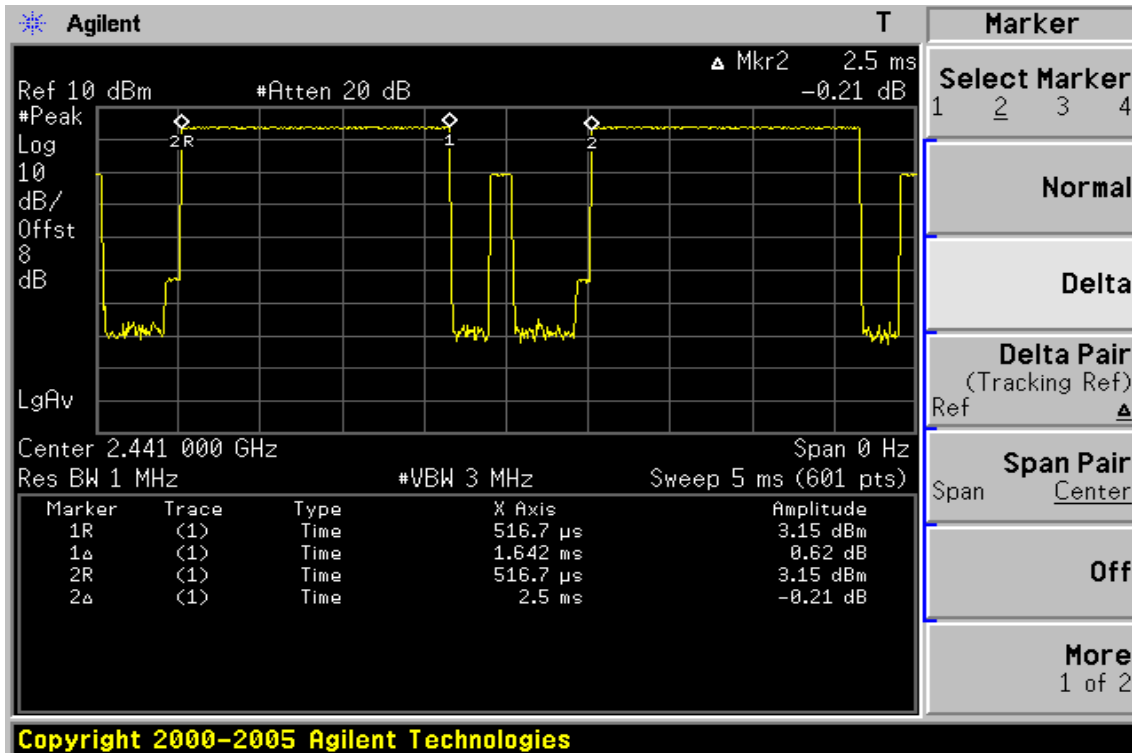 Agilent T
△ Mkr2 2.5 ms
Ref 10 dBm #Atten 20 dB -0.21 dB
#Peak
Log
10
dB/
Offst
8
dB
LgAv
2R
1
2
Center 2.441 000 GHz Span 0 Hz
Res BW 1 MHz #VBW 3 MHz Sweep 5 ms (601 pts)
Marker Trace Type X Axis Amplitude
1R (1) Time 516.7 µs 3.15 dBm
1△ (1) Time 1.642 ms 0.62 dB
2R (1) Time 516.7 µs 3.15 dBm
2△ (1) Time 2.5 ms -0.21 dB
Marker
Select Marker
1 2 3 4
Normal
Delta
Delta Pair
(Tracking Ref)
Ref △
Span Pair
Span Center
Off
More
1 of 2
Copyright 2000-2005 Agilent Technologies